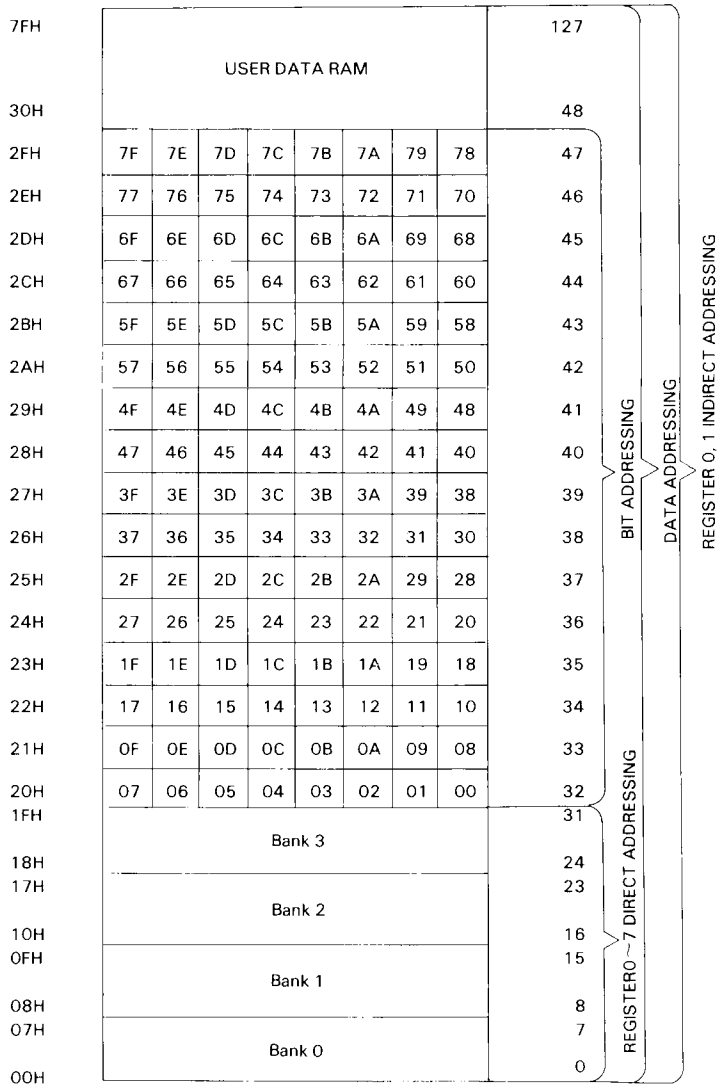 7FH 127
USER DATA RAM
30H 48
2FH 7F 7E 7D 7C 7B 7A 79 78 47
2EH 77 76 75 74 73 72 71 70 46
2DH 6F 6E 6D 6C 6B 6A 69 68 45
2CH 67 66 65 64 63 62 61 60 44
2BH 5F 5E 5D 5C 5B 5A 59 58 43
2AH 57 56 55 54 53 52 51 50 42
29H 4F 4E 4D 4C 4B 4A 49 48 41
28H 47 46 45 44 43 42 41 40 40
27H 3F 3E 3D 3C 3B 3A 39 38 39
26H 37 36 35 34 33 32 31 30 38
25H 2F 2E 2D 2C 2B 2A 29 28 37
24H 27 26 25 24 23 22 21 20 36
23H 1F 1E 1D 1C 1B 1A 19 18 35
22H 17 16 15 14 13 12 11 10 34
21H 0F 0E 0D 0C 0B 0A 09 08 33
20H 07 06 05 04 03 02 01 00 32
1FH 31
Bank 3
18H 24
17H 23
Bank 2
10H 16
0FH 15
Bank 1
08H 8
07H 7
Bank 0
00H 0
BIT ADDRESSING
REGISTER0~7 DIRECT ADDRESSING
DATA ADDRESSING
REGISTER 0, 1 INDIRECT ADDRESSING